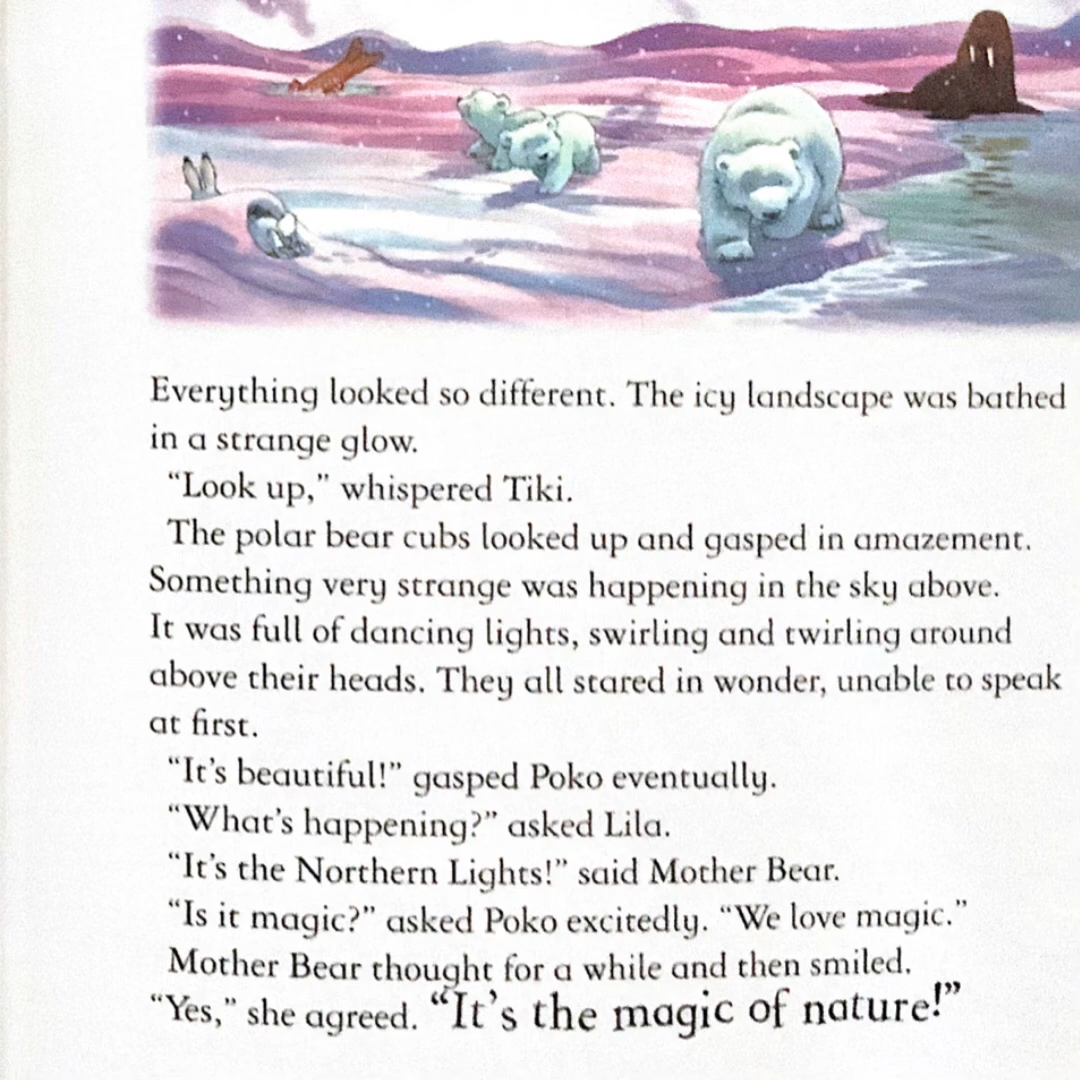 Everything looked so different. The icy landscape was bathed
in a strange glow.
“Look up,” whispered Tiki.
The polar bear cubs looked up and gasped in amazement.
Something very strange was happening in the sky above.
It was full of dancing lights, swirling and twirling around
above their heads. They all stared in wonder, unable to speak
at first.
“It’s beautiful!” gasped Poko eventually.
“What’s happening?” asked Lila.
“It’s the Northern Lights!” said Mother Bear.
“Is it magic?” asked Poko excitedly. “We love magic.”
Mother Bear thought for a while and then smiled.
“Yes,” she agreed. “It’s the magic of nature!”